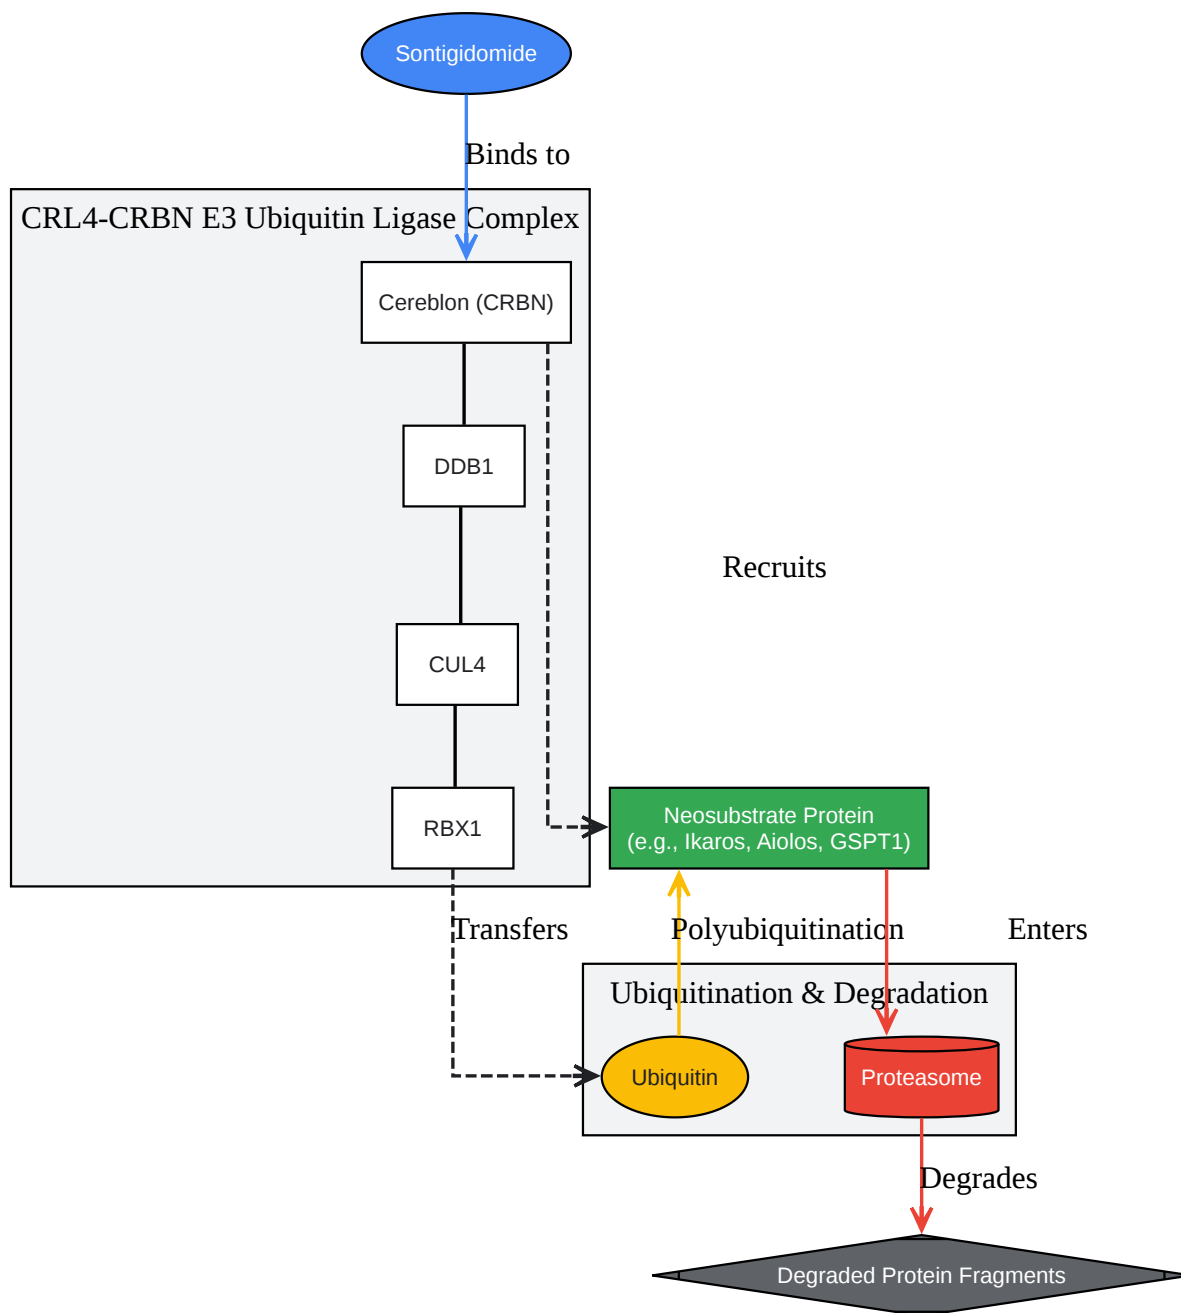 Sontigidomide
Binds to
CRL4-CRBN E3 Ubiquitin Ligase Complex
Cereblon (CRBN)
DDB1
Recruits
CUL4
RBX1
Neosubstrate Protein
(e.g., Ikaros, Aiolos, GSPT1)
Transfers
Polyubiquitination
Enters
Ubiquitination & Degradation
Ubiquitin
Proteasome
Degrades
Degraded Protein Fragments